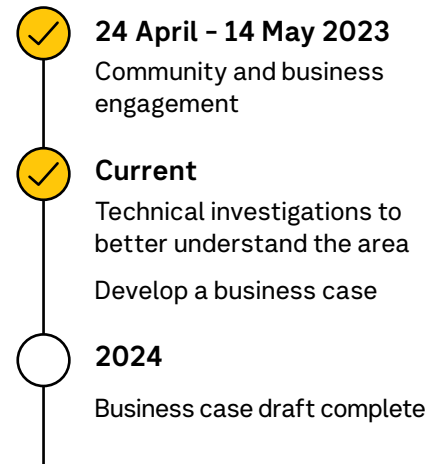 24 April – 14 May 2023
Community and business
engagement
Current
Technical investigations to
better understand the area
Develop a business case
2024
Business case draft complete